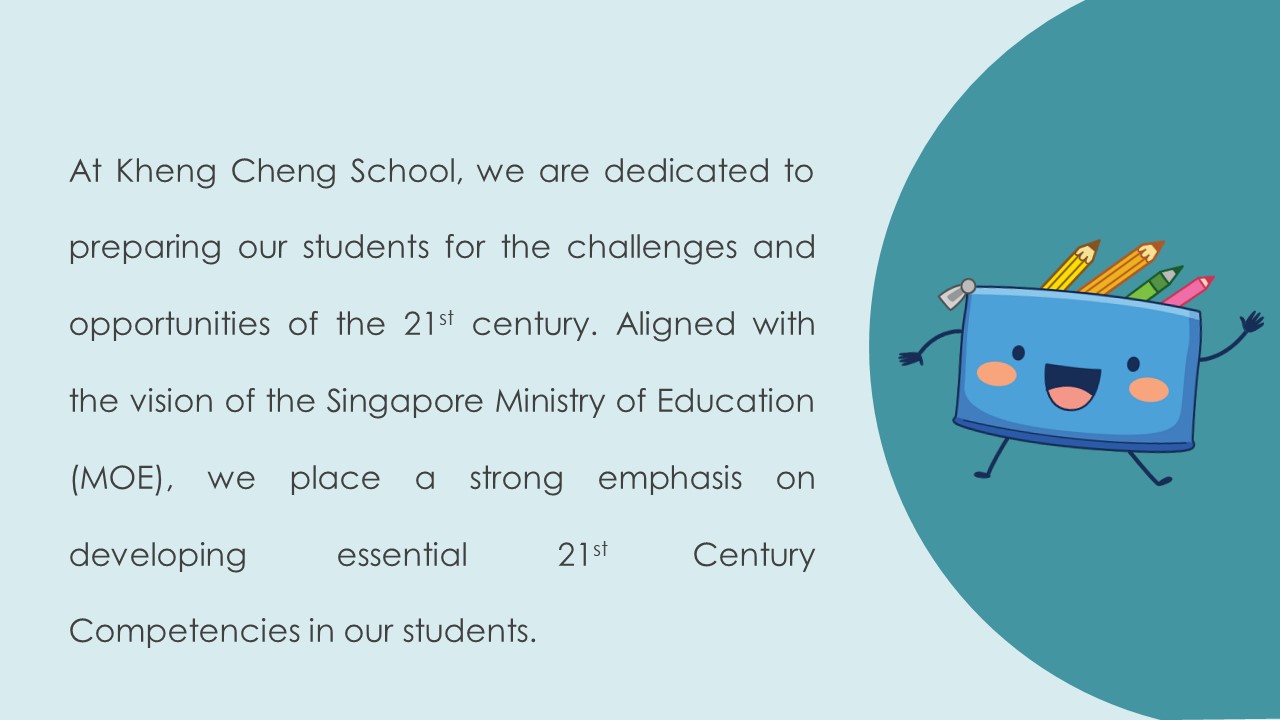 At Kheng Cheng School, we are dedicated to
preparing our students for the challenges and
opportunities of the 21st century. Aligned with
the vision of the Singapore Ministry of Education
(MOE), we place a strong emphasis on
developing essential 21st Century
Competencies in our students.